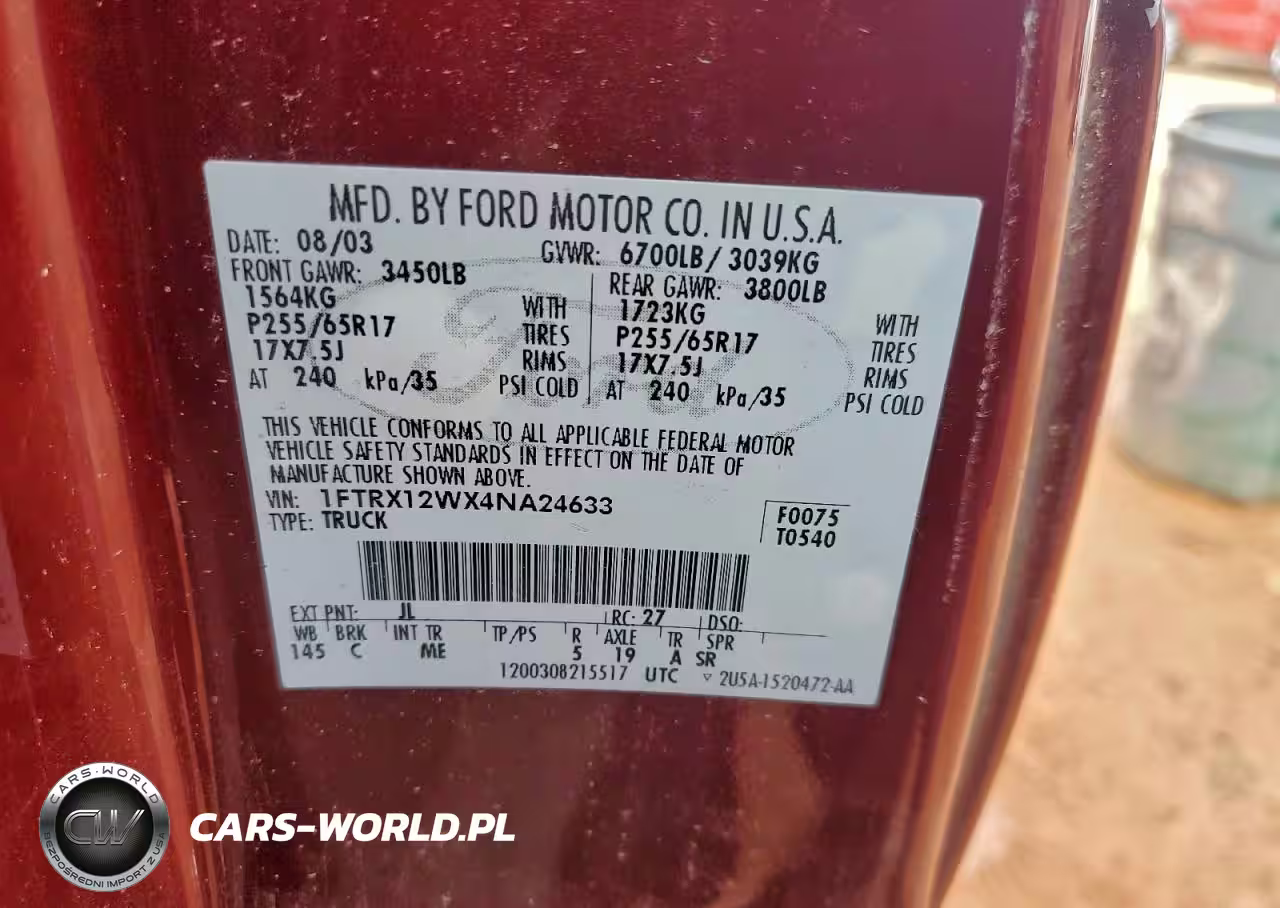 MFD. BY FORD MOTOR CO. IN U.S.A.
DATE: 08/03 GVWR: 6700LB/ 3039KG
FRONT GAWR: 3450LB REAR GAWR: 3800LB
1564KG WITH 1723KG WITH
P255/65R17 TIRES P255/65R17 TIRES
17X7.5J RIMS 17X7.5J RIMS
AT 240 kPa/35 PSI COLD AT 240 kPa/35 PSI COLD
Ford
THIS VEHICLE CONFORMS TO ALL APPLICABLE FEDERAL MOTOR
VEHICLE SAFETY STANDARDS IN EFFECT ON THE DATE OF
MANUFACTURE SHOWN ABOVE.
VIN: 1FTRX12WX4NA24633
TYPE: TRUCK
F0075
T0540
EXT PNT: JL RC: 27 DSO:
WB BRK INT TR TP/PS R AXLE TR SPR
145 C ME 5 19 A SR
1200308215517 UTC ▽ 2U5A-1520472-AA
CARS-WORLD
CW
BEZPOŚREDNI IMPORT Z USA
CARS-WORLD.PL